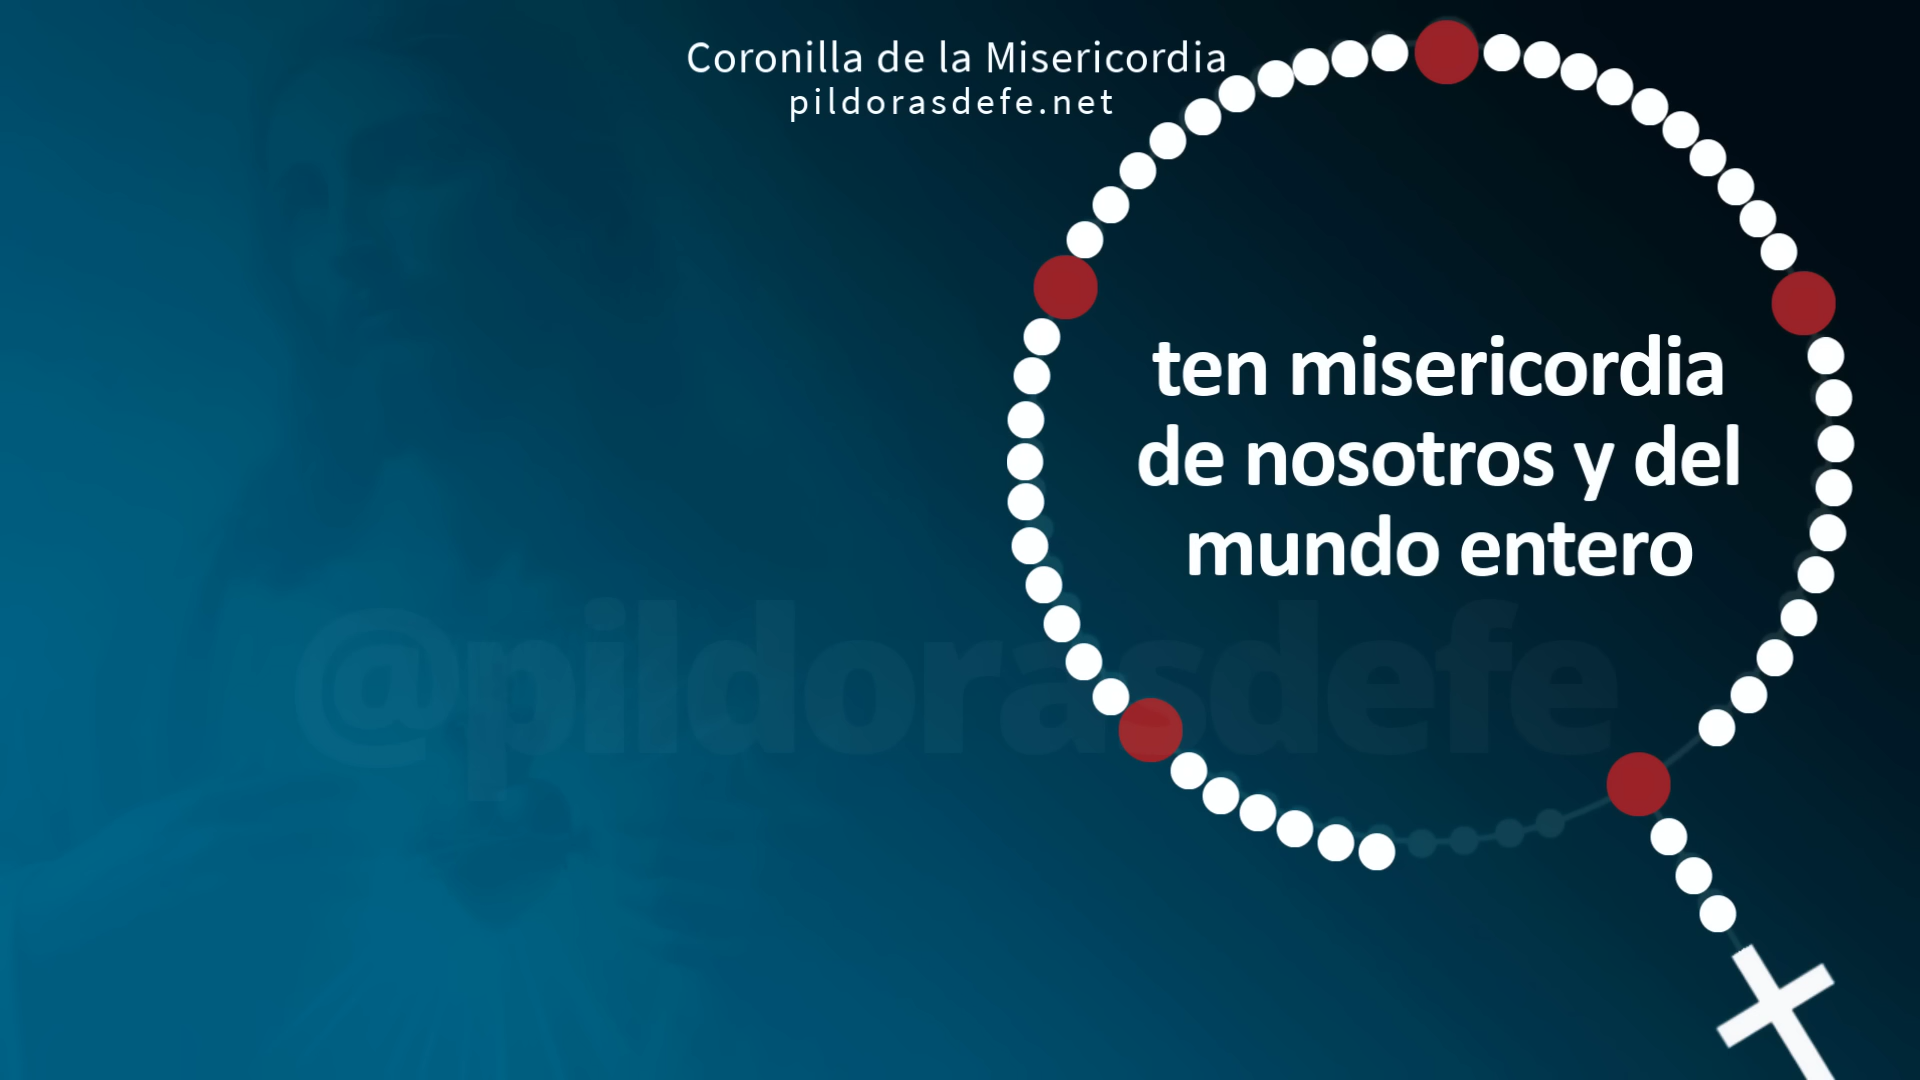 Coronilla de la Misericordia
pildorasdefe.net
ten misericordia
de nosotros y del
mundo entero
@pildorasdefe